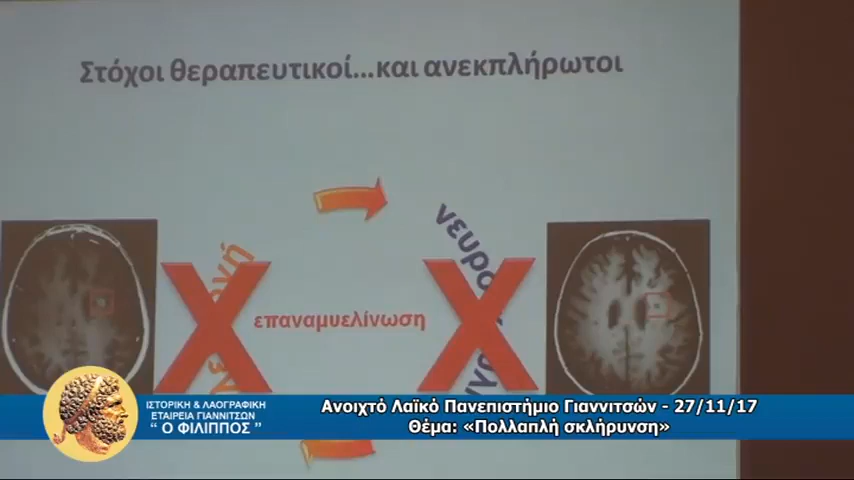 Στόχοι θεραπευτικοί...και ανεκπλήρωτοι
επαναμυελίνωση
ΙΣΤΟΡΙΚΗ & ΛΑΟΓΡΑΦΙΚΗ
ΕΤΑΙΡΕΙΑ ΓΙΑΝΝΙΤΣΩΝ
“ Ο ΦΙΛΙΠΠΟΣ ”
Ανοιχτό Λαϊκό Πανεπιστήμιο Γιαννιτσών - 27/11/17
Θέμα: «Πολλαπλή σκλήρυνση»